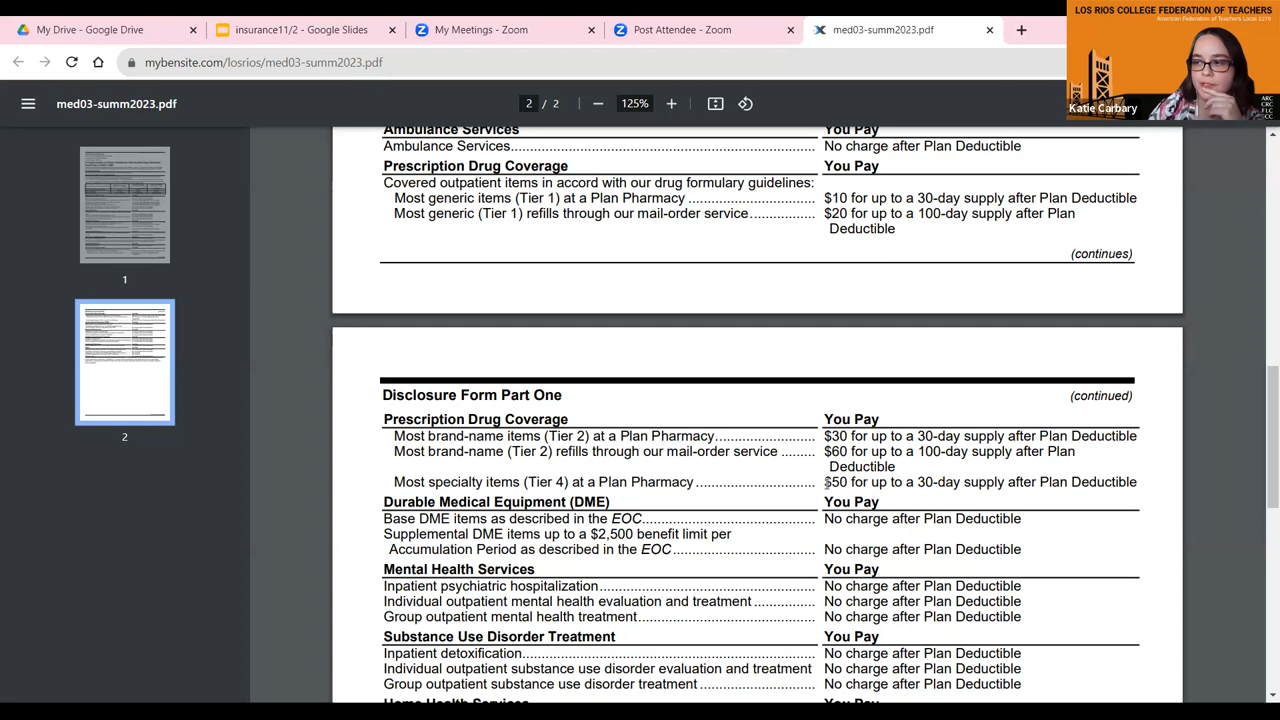 My Drive - Google Drive
insurance11/2 - Google Slides
My Meetings - Zoom
Post Attendee - Zoom
med03-summ2023.pdf
LOS RIOS COLLEGE FEDERATION OF TEACHERS
American Federation of Teachers Local 2279
Katie Carbary
ARC
CRC
FLC
SCC
mybensite.com/losrios/med03-summ2023.pdf
med03-summ2023.pdf
2 / 2
125%
1
2
Ambulance Services You Pay
Ambulance Services No charge after Plan Deductible
Prescription Drug Coverage You Pay
Covered outpatient items in accord with our drug formulary guidelines:
Most generic items (Tier 1) at a Plan Pharmacy $10 for up to a 30-day supply after Plan Deductible
Most generic (Tier 1) refills through our mail-order service $20 for up to a 100-day supply after Plan
Deductible
(continues)
Disclosure Form Part One (continued)
Prescription Drug Coverage You Pay
Most brand-name items (Tier 2) at a Plan Pharmacy $30 for up to a 30-day supply after Plan Deductible
Most brand-name (Tier 2) refills through our mail-order service $60 for up to a 100-day supply after Plan
Deductible
Most specialty items (Tier 4) at a Plan Pharmacy $50 for up to a 30-day supply after Plan Deductible
Durable Medical Equipment (DME) You Pay
Base DME items as described in the EOC No charge after Plan Deductible
Supplemental DME items up to a $2,500 benefit limit per
Accumulation Period as described in the EOC No charge after Plan Deductible
Mental Health Services You Pay
Inpatient psychiatric hospitalization No charge after Plan Deductible
Individual outpatient mental health evaluation and treatment No charge after Plan Deductible
Group outpatient mental health treatment No charge after Plan Deductible
Substance Use Disorder Treatment You Pay
Inpatient detoxification No charge after Plan Deductible
Individual outpatient substance use disorder evaluation and treatment No charge after Plan Deductible
Group outpatient substance use disorder treatment No charge after Plan Deductible
Home Health Services You Pay